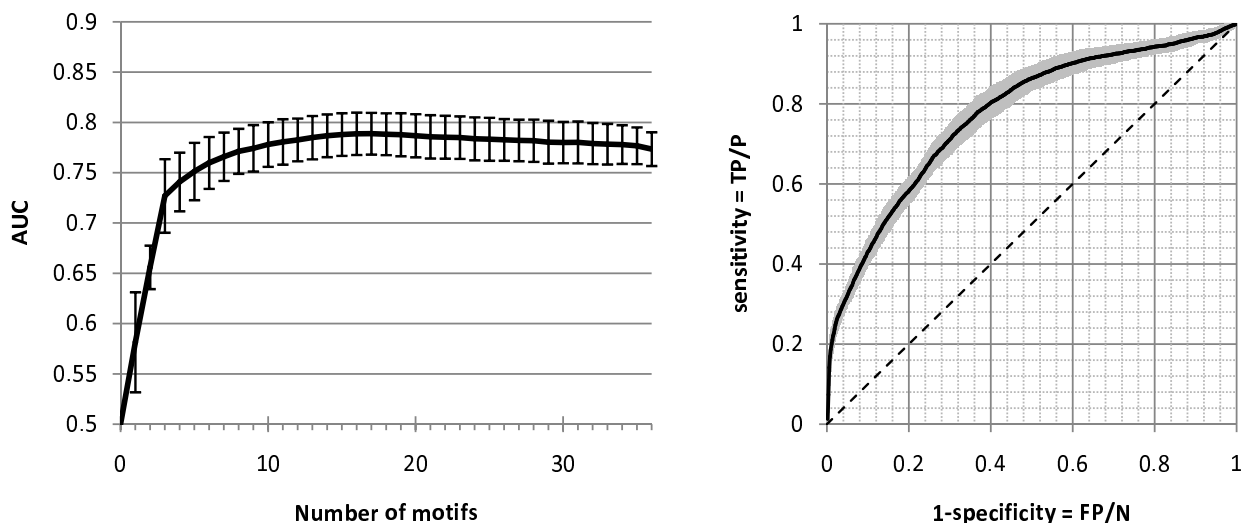 0.9
0.85
0.8
0.75
0.7
0.65
0.6
0.55
0.5
AUC
0 10 20 30
Number of motifs
1
0.8
0.6
0.4
0.2
0
sensitivity = TP/P
0 0.2 0.4 0.6 0.8 1
1-specificity = FP/N